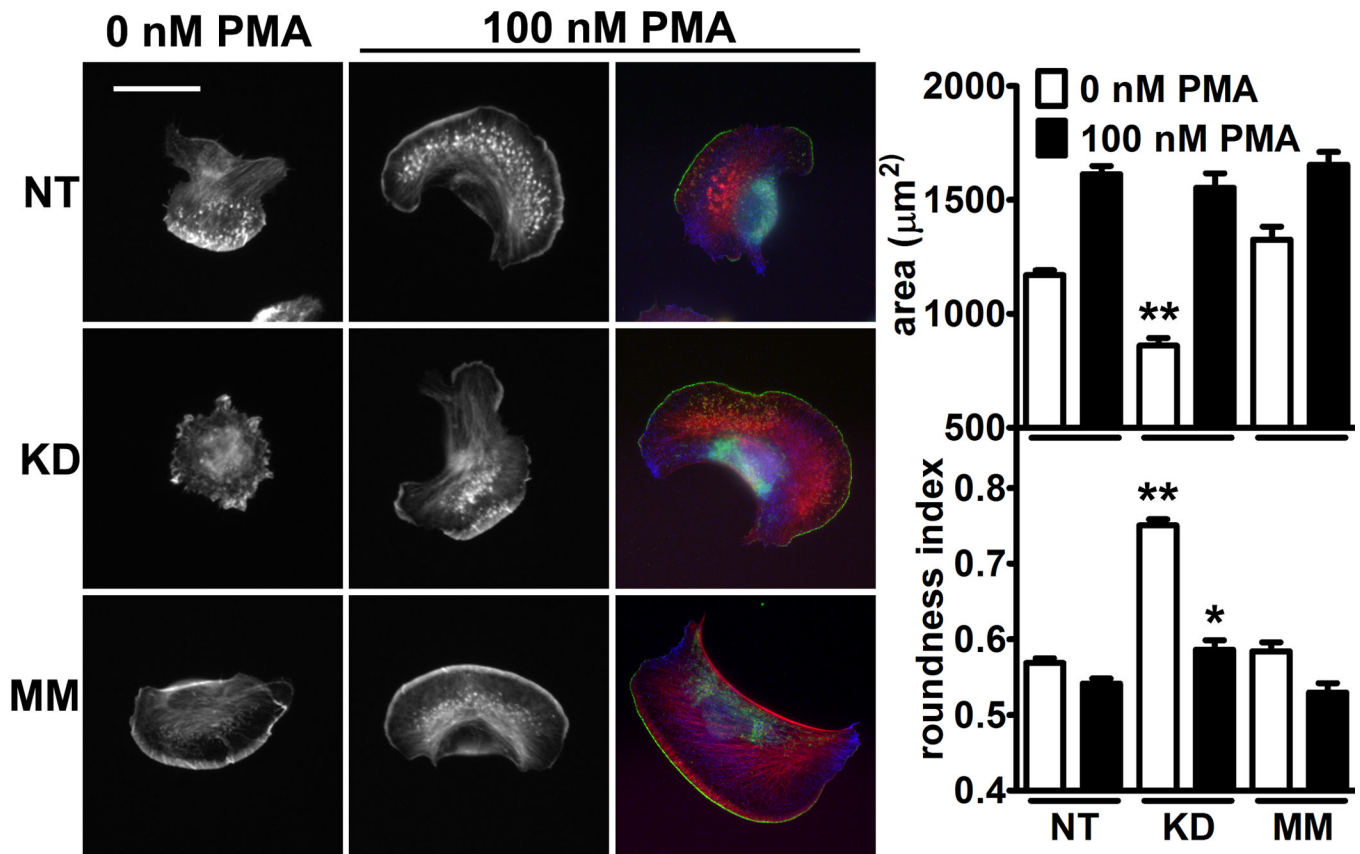 0 nM PMA
100 nM PMA
NT
KD
MM
0 nM PMA
100 nM PMA
area (μm²)
2000
1500
1000
500
**
roundness index
0.8
0.7
0.6
0.5
0.4
**
*
NT
KD
MM